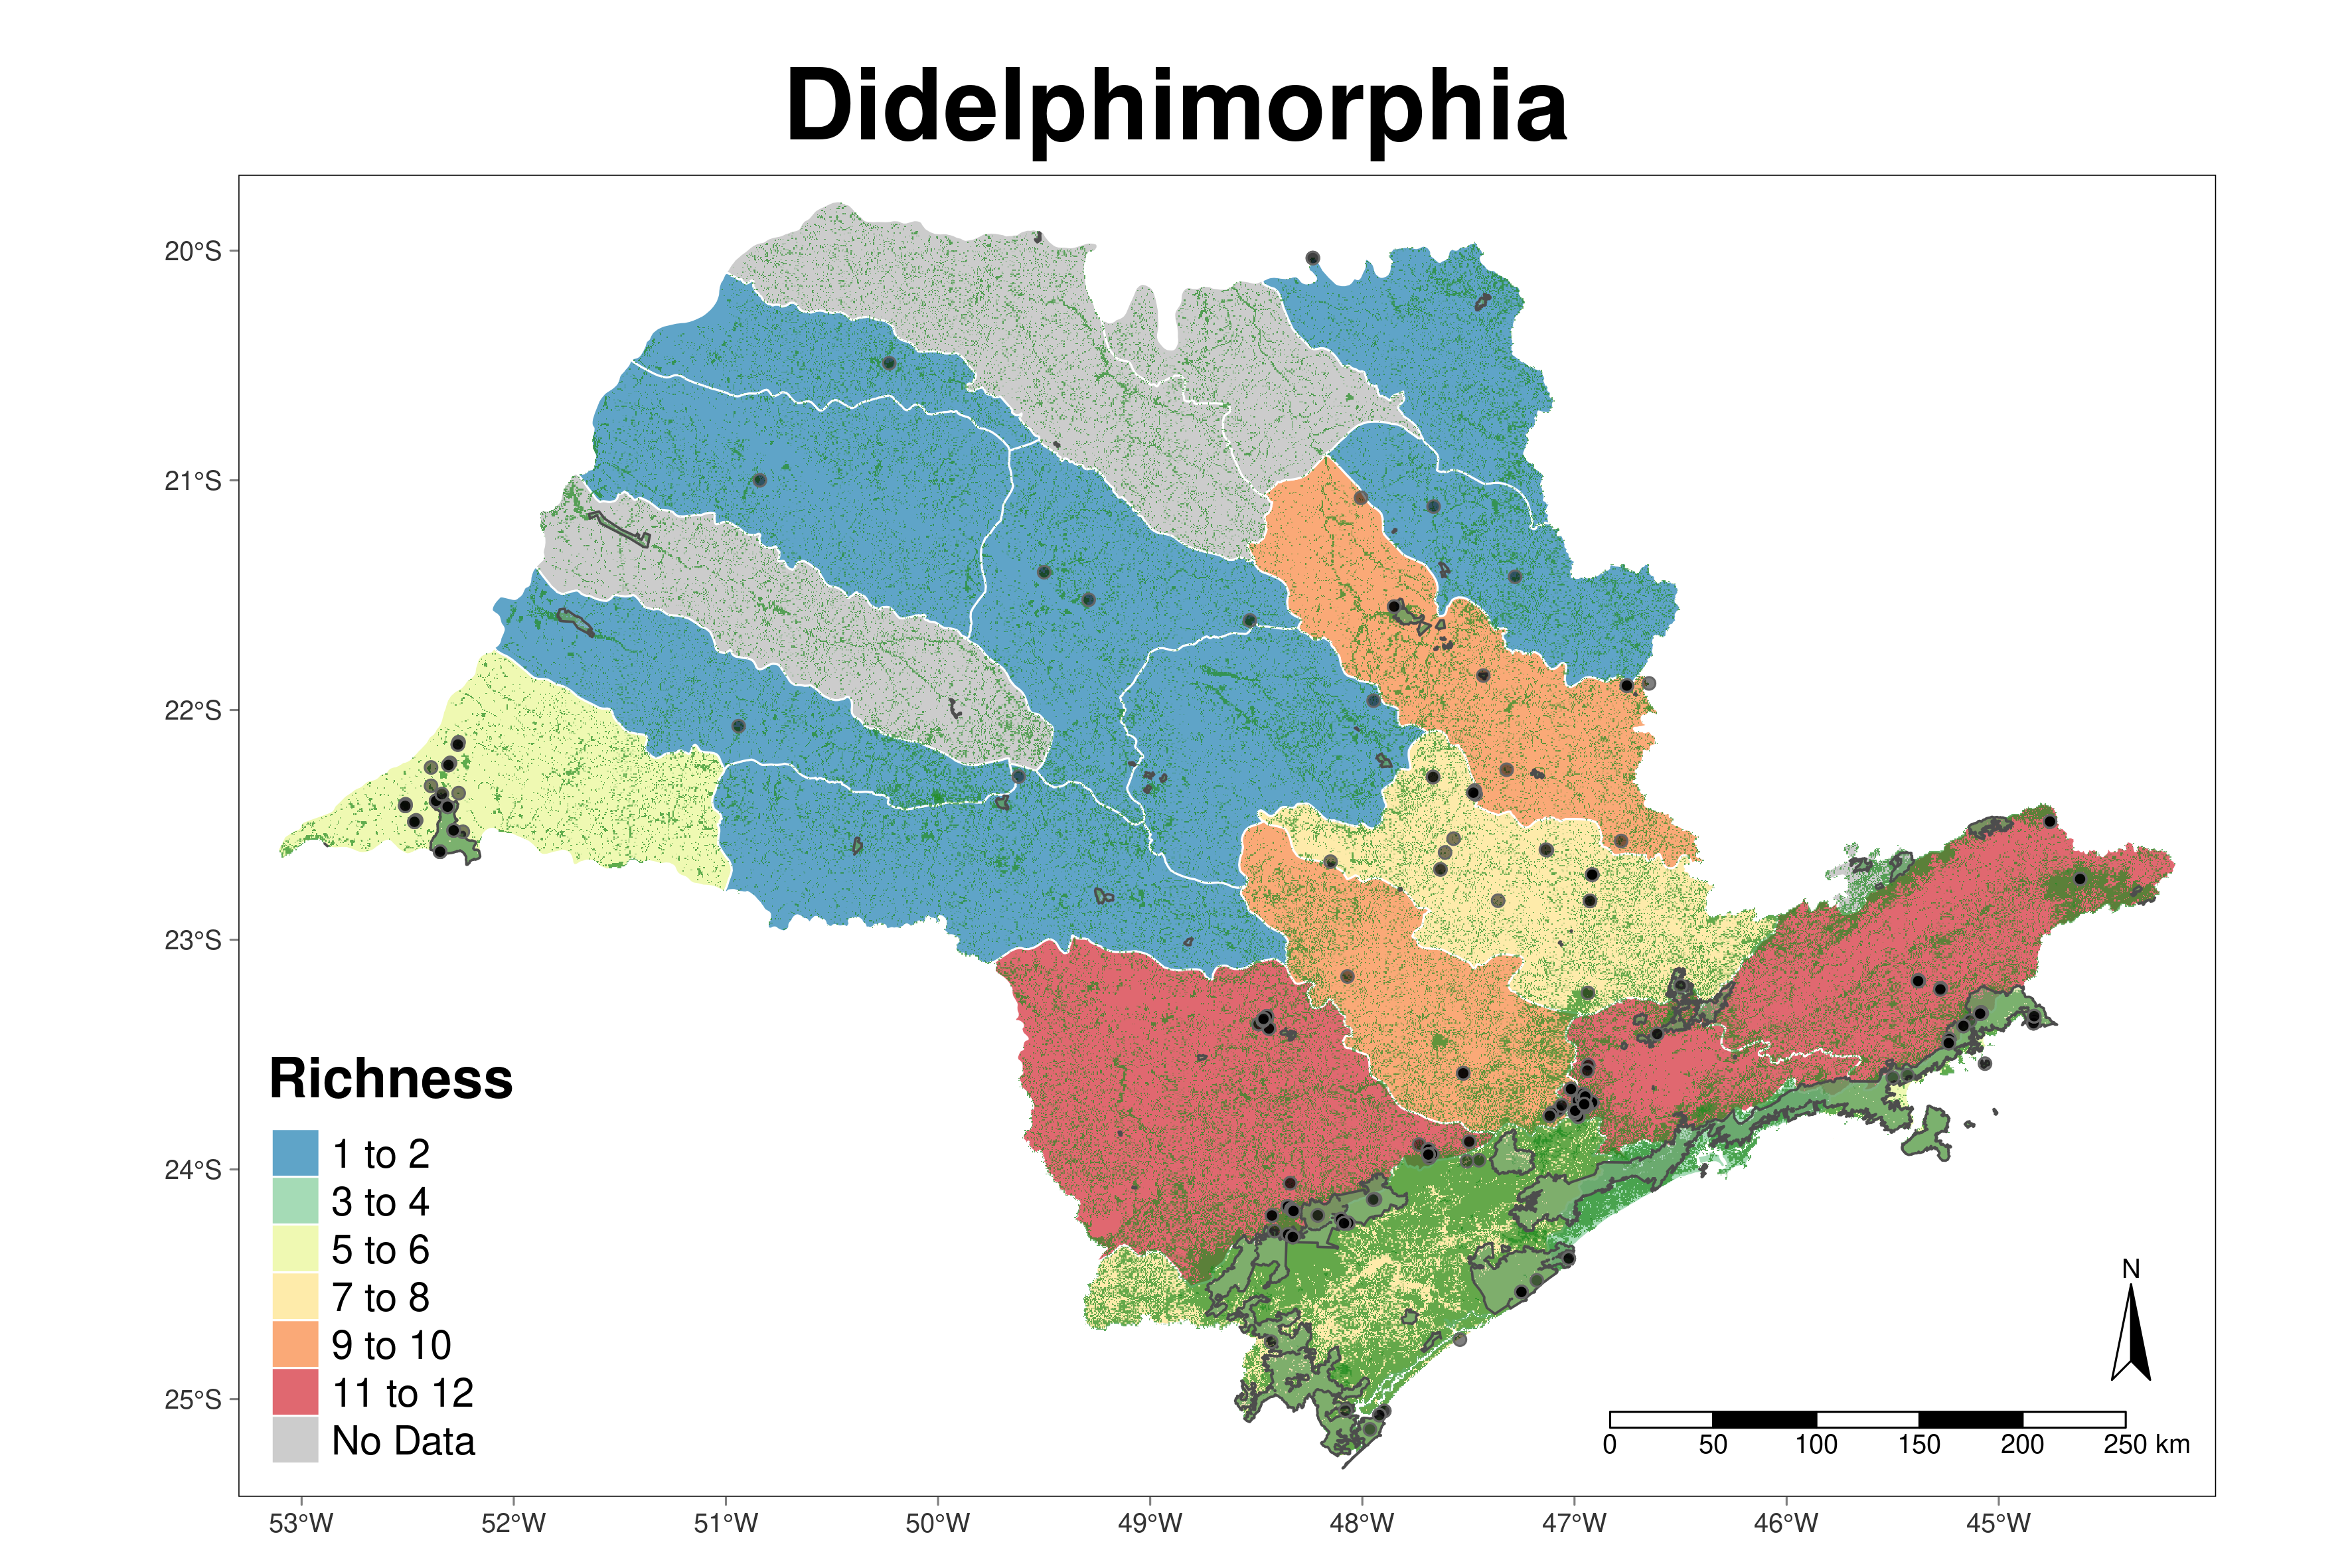 Didelphimorphia
20°S
21°S
22°S
23°S
24°S
25°S
Richness
1 to 2
3 to 4
5 to 6
7 to 8
9 to 10
11 to 12
No Data
N
0 50 100 150 200 250 km
53°W 52°W 51°W 50°W 49°W 48°W 47°W 46°W 45°W